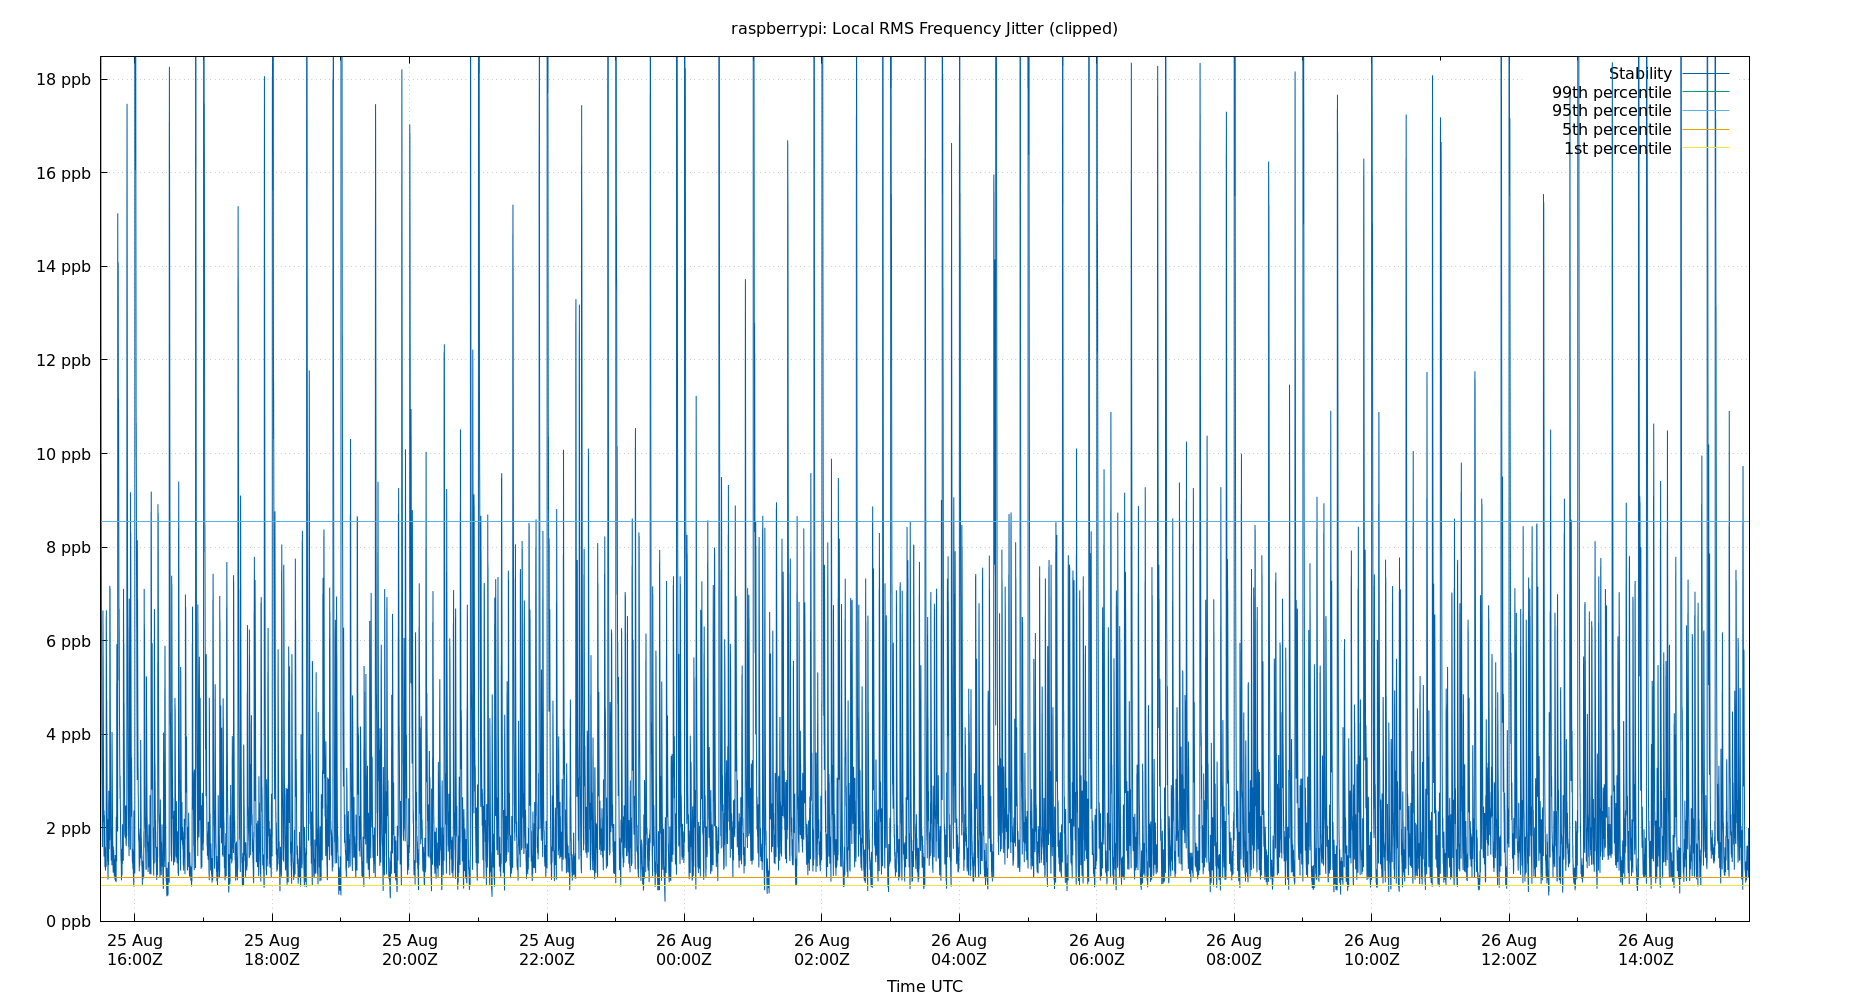 raspberrypi: Local RMS Frequency Jitter (clipped)
18 ppb
16 ppb
14 ppb
12 ppb
10 ppb
8 ppb
6 ppb
4 ppb
2 ppb
0 ppb
Stability
99th percentile
95th percentile
5th percentile
1st percentile
25 Aug 25 Aug 25 Aug 25 Aug 26 Aug 26 Aug 26 Aug 26 Aug 26 Aug 26 Aug 26 Aug 26 Aug
16:00Z 18:00Z 20:00Z 22:00Z 00:00Z 02:00Z 04:00Z 06:00Z 08:00Z 10:00Z 12:00Z 14:00Z
Time UTC